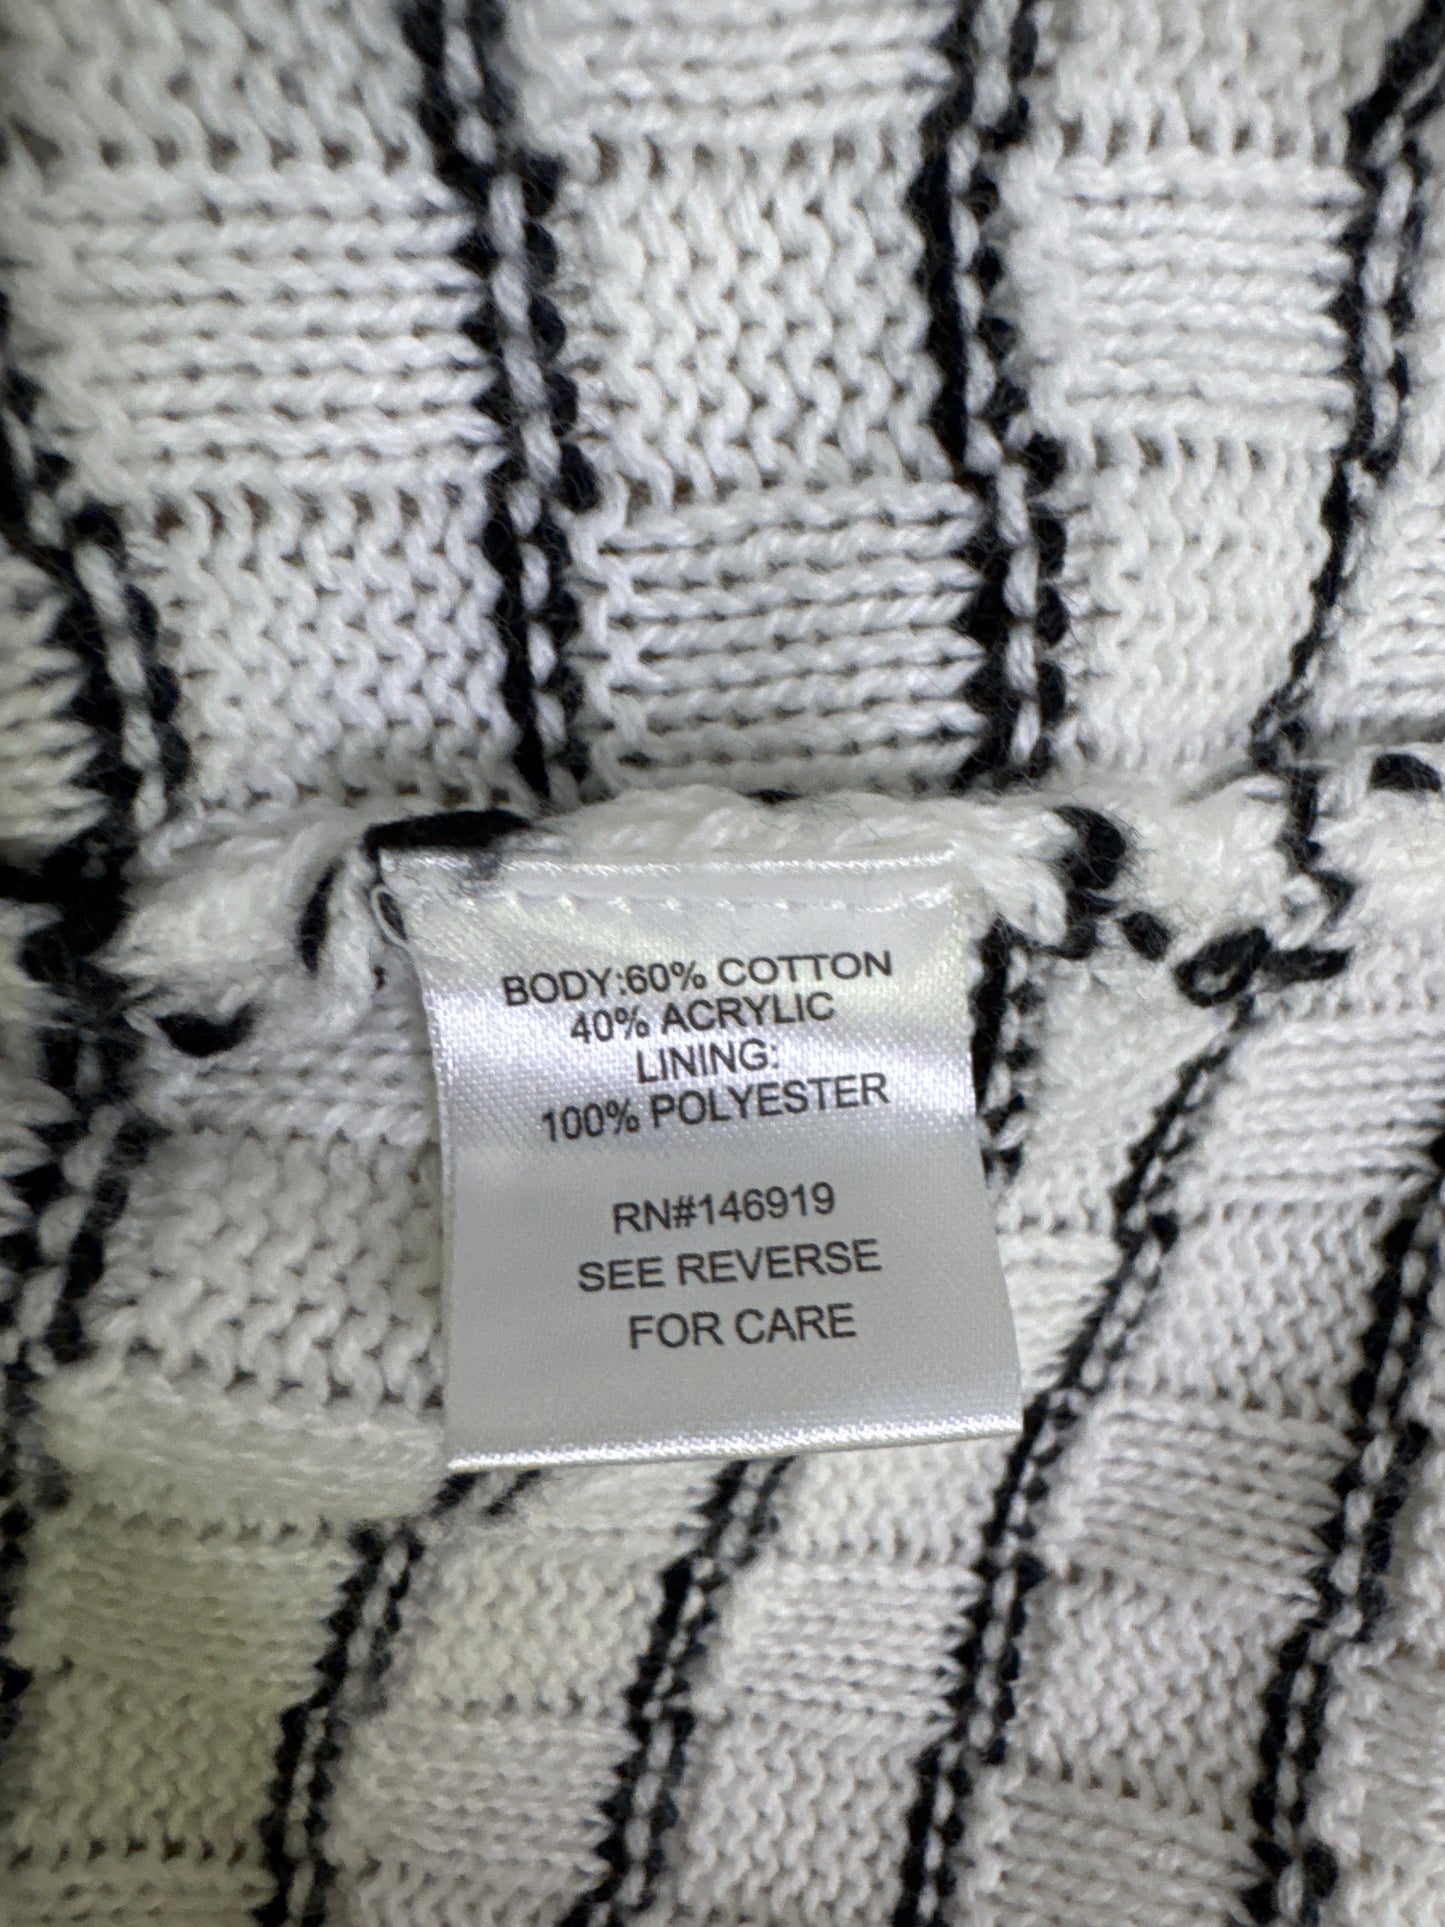 BODY:60% COTTON
40% ACRYLIC
LINING:
100% POLYESTER
RN#146919
SEE REVERSE
FOR CARE